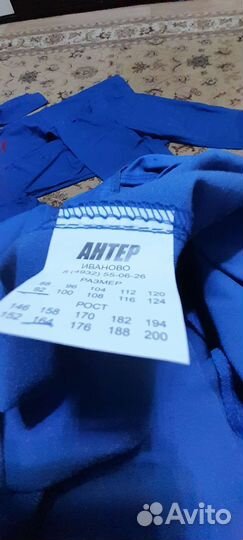 АНТЕР
ИВАНОВО
8 (4932) 55-06-26
РАЗМЕР
88 96 104 112 120
92 100 108 116 124
РОСТ
146 158 170 182 194
152 164 176 188 200
Avito